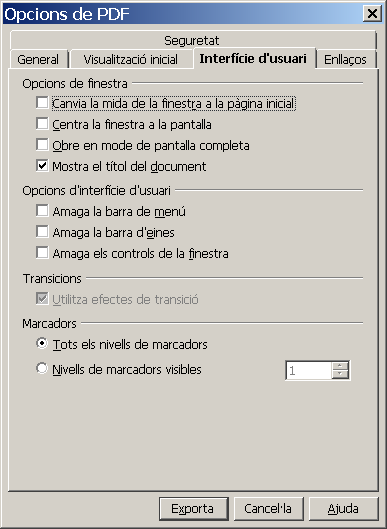 Opcions de PDF
Seguretat
General Visualització inicial Interfície d'usuari Enllaços
Opcions de finestra
Canvia la mida de la finestra a la pàgina inicial
Centra la finestra a la pantalla
Obre en mode de pantalla completa
Mostra el títol del document
Opcions d'interfície d'usuari
Amaga la barra de menú
Amaga la barra d'eines
Amaga els controls de la finestra
Transicions
Utilitza efectes de transició
Marcadors
Tots els nivells de marcadors
Nivells de marcadors visibles 1
Exporta Cancel·la Ajuda